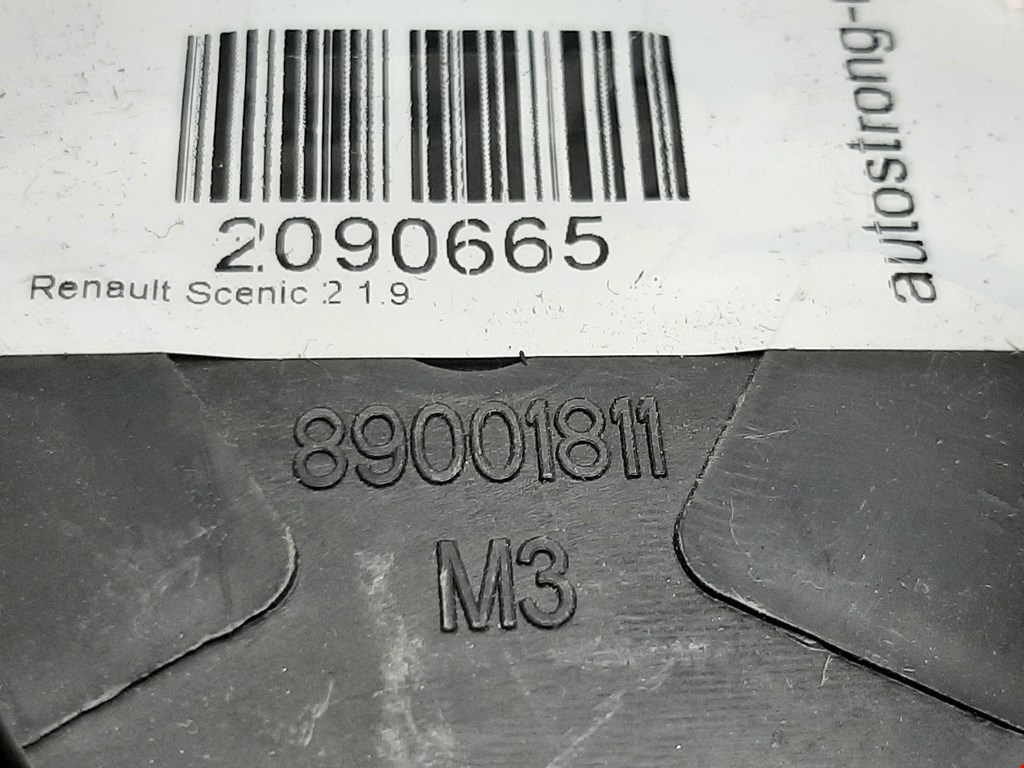 2090665
Renault Scenic 2 1.9
autostrong-
89001811
M3